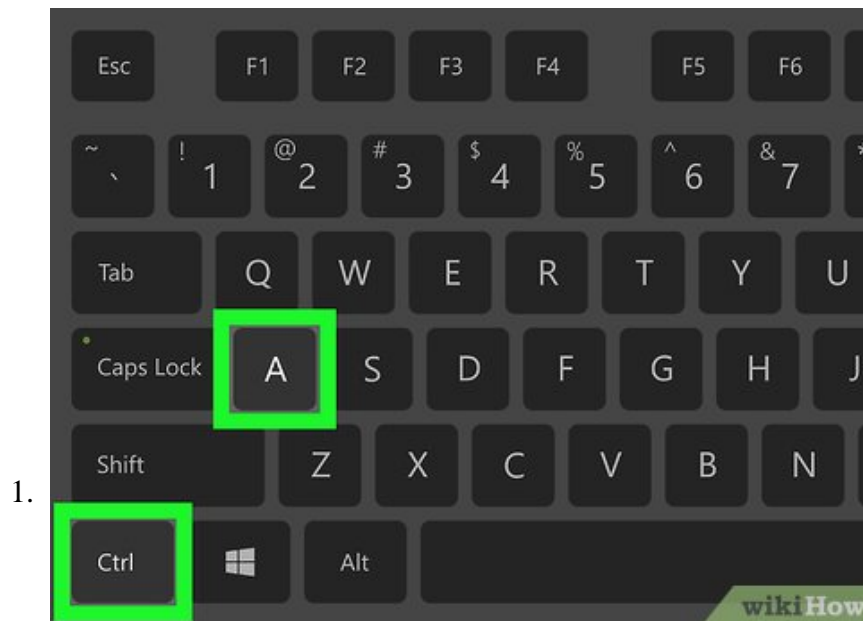 Esc F1 F2 F3 F4 F5 F6
~ ` ! 1 @ 2 # 3 $ 4 % 5 ^ 6 & 7
Tab Q W E R T Y U
Caps Lock A S D F G H J
Shift Z X C V B N
1.
Ctrl Alt
wikiHow